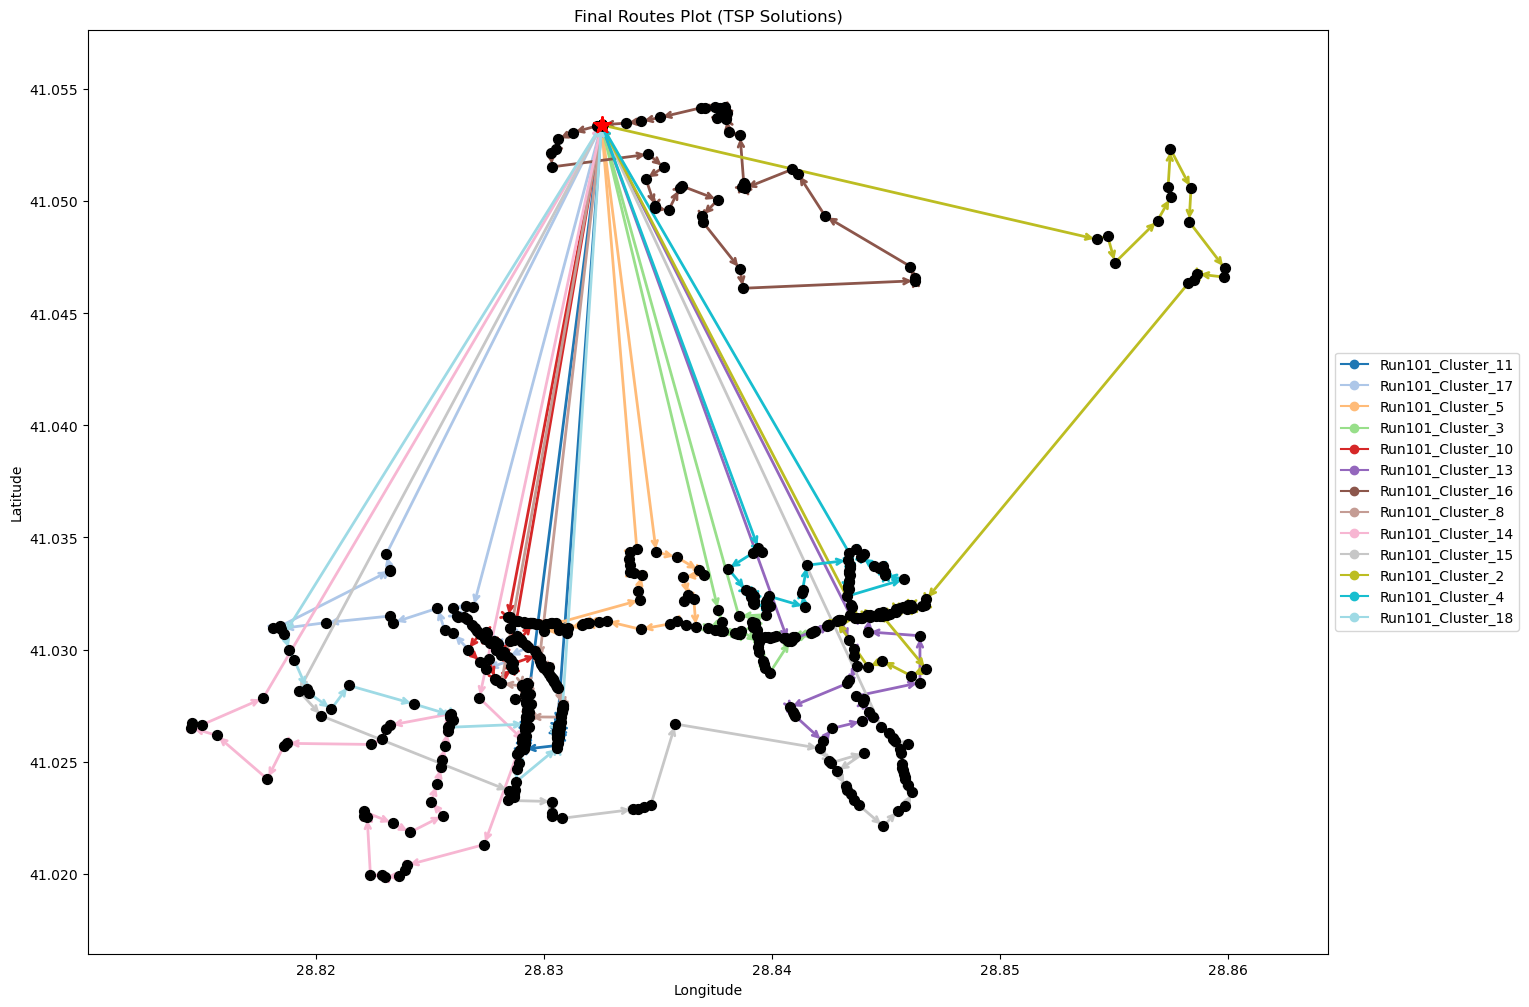 Final Routes Plot (TSP Solutions)
41.055
41.050
41.045
41.040
41.035
41.030
41.025
41.020
Latitude
28.82
28.83
28.84
28.85
28.86
Longitude
Run101_Cluster_11
Run101_Cluster_17
Run101_Cluster_5
Run101_Cluster_3
Run101_Cluster_10
Run101_Cluster_13
Run101_Cluster_16
Run101_Cluster_8
Run101_Cluster_14
Run101_Cluster_15
Run101_Cluster_2
Run101_Cluster_4
Run101_Cluster_18